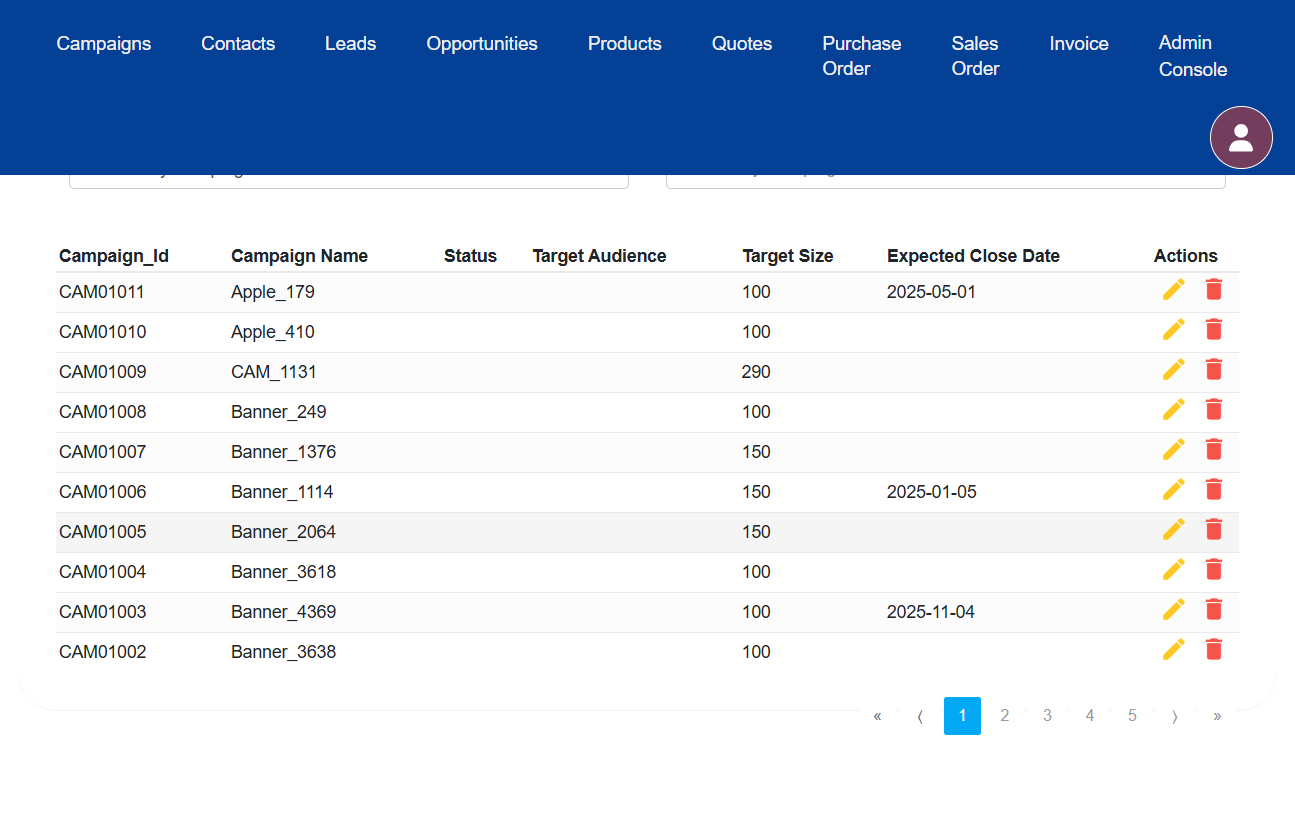 Campaigns Contacts Leads Opportunities Products Quotes Purchase Order Sales Order Invoice Admin Console
Campaign_Id Campaign Name Status Target Audience Target Size Expected Close Date Actions
CAM01011 Apple_179 100 2025-05-01
CAM01010 Apple_410 100
CAM01009 CAM_1131 290
CAM01008 Banner_249 100
CAM01007 Banner_1376 150
CAM01006 Banner_1114 150 2025-01-05
CAM01005 Banner_2064 150
CAM01004 Banner_3618 100
CAM01003 Banner_4369 100 2025-11-04
CAM01002 Banner_3638 100
« ⟨ 1 2 3 4 5 ⟩ »